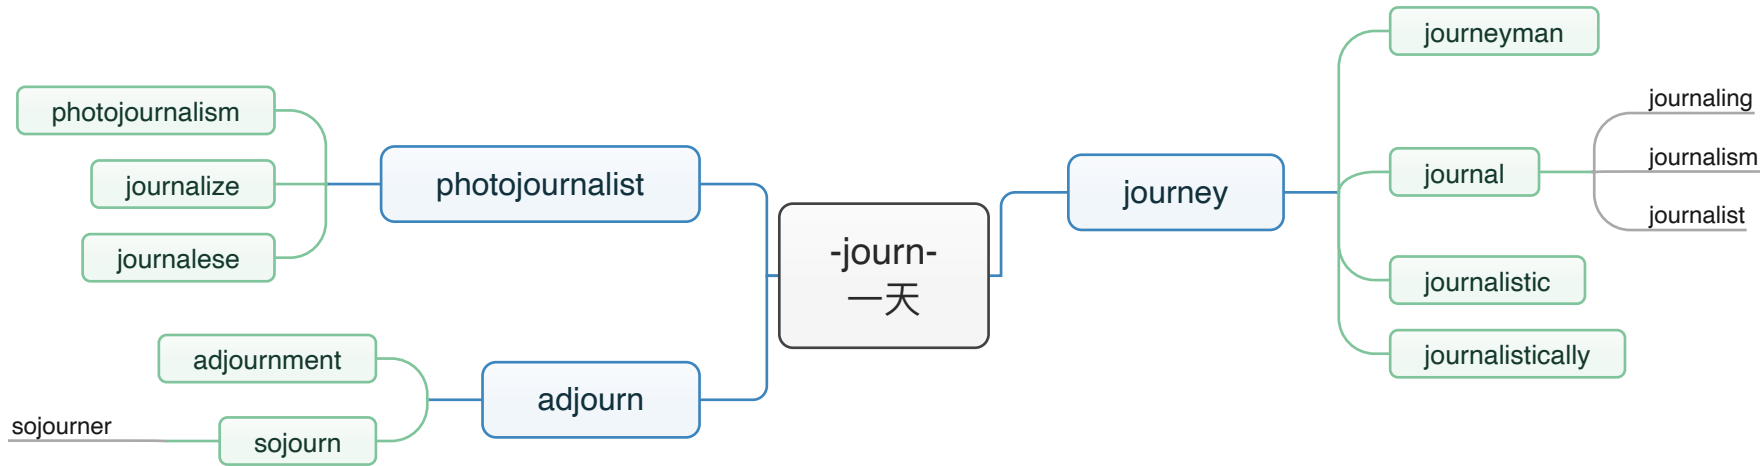 -journ-
一天
journey
journeyman
journal
journaling
journalism
journalist
journalistic
journalistically
photojournalist
photojournalism
journalize
journalese
adjourn
adjournment
sojourn
sojourner